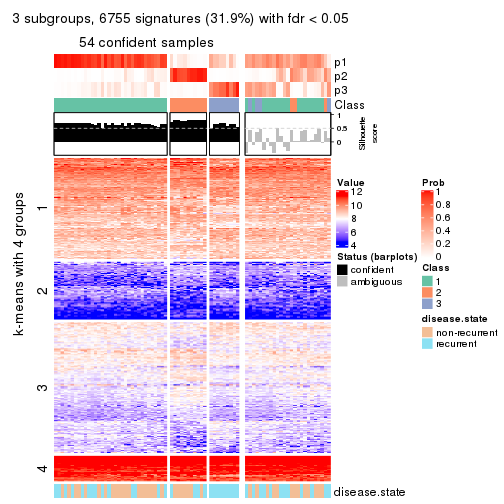 3 subgroups, 6755 signatures (31.9%) with fdr < 0.05
54 confident samples
p1
p2
p3
Class
1
0.5
0
Silhouette
score
k-means with 4 groups
1
2
3
4
disease.state
Value
12
10
8
6
4
Status (barplots)
confident
ambiguous
Prob
1
0.8
0.6
0.4
0.2
0
Class
1
2
3
disease.state
non-recurrent
recurrent